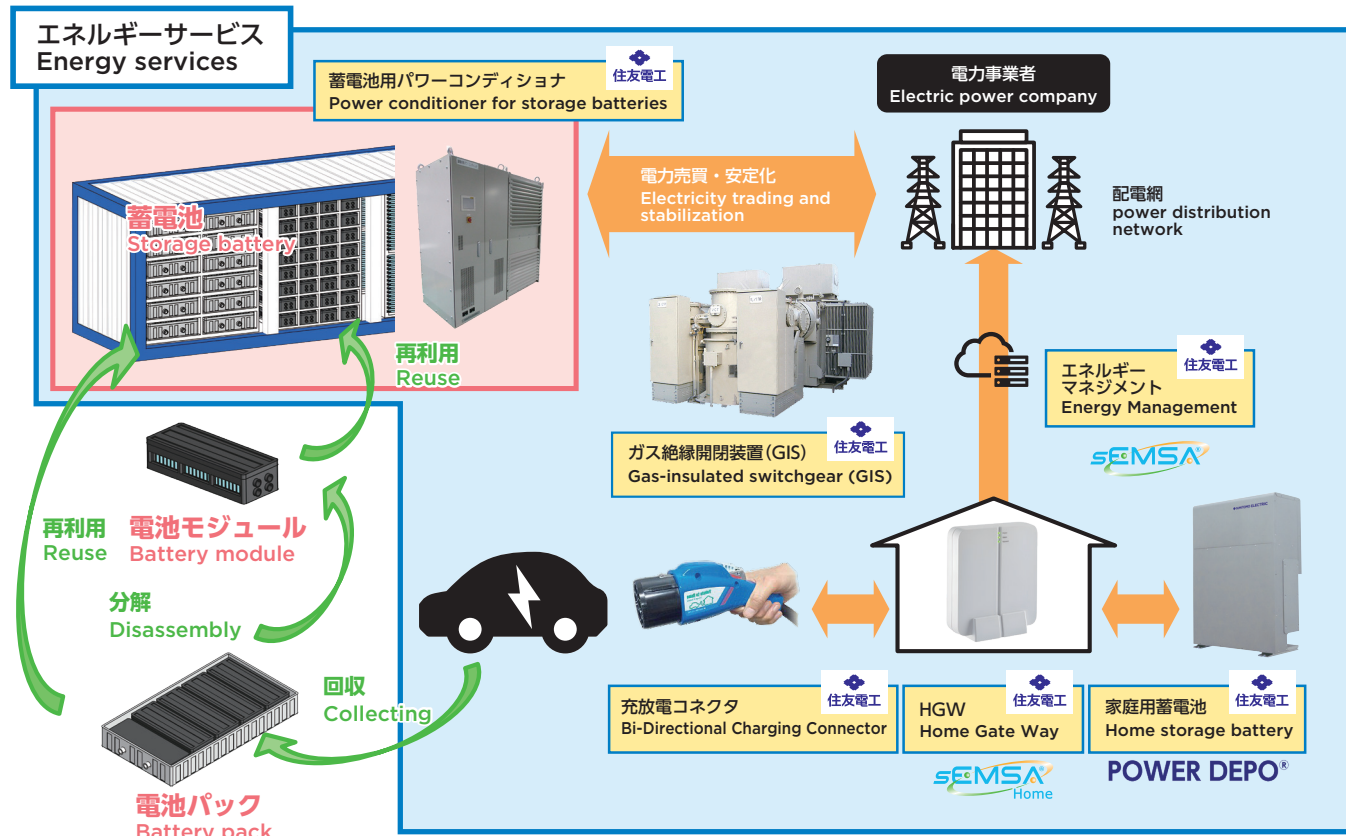 エネルギーサービス
Energy services
蓄電池用パワーコンディショナ
Power conditioner for storage batteries
住友電工
電力事業者
Electric power company
蓄電池
Storage battery
電力売買・安定化
Electricity trading and
stabilization
配電網
power distribution
network
再利用
Reuse
エネルギー
マネジメント
Energy Management
住友電工
sEMSA®
ガス絶縁開閉装置(GIS)
Gas-insulated switchgear (GIS)
住友電工
再利用
Reuse
電池モジュール
Battery module
分解
Disassembly
回収
Collecting
電池パック
Battery pack
充放電コネクタ
Bi-Directional Charging Connector
住友電工
HGW
Home Gate Way
住友電工
sEMSA®
Home
家庭用蓄電池
Home storage battery
住友電工
POWER DEPO®